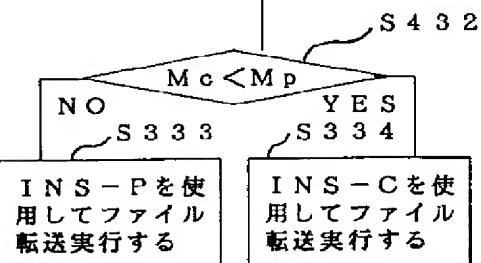 S432
Mc<Mp
NO
YES
S333
S334
INS-Pを使
用してファイル
転送実行する
INS-Cを使
用してファイル
転送実行する